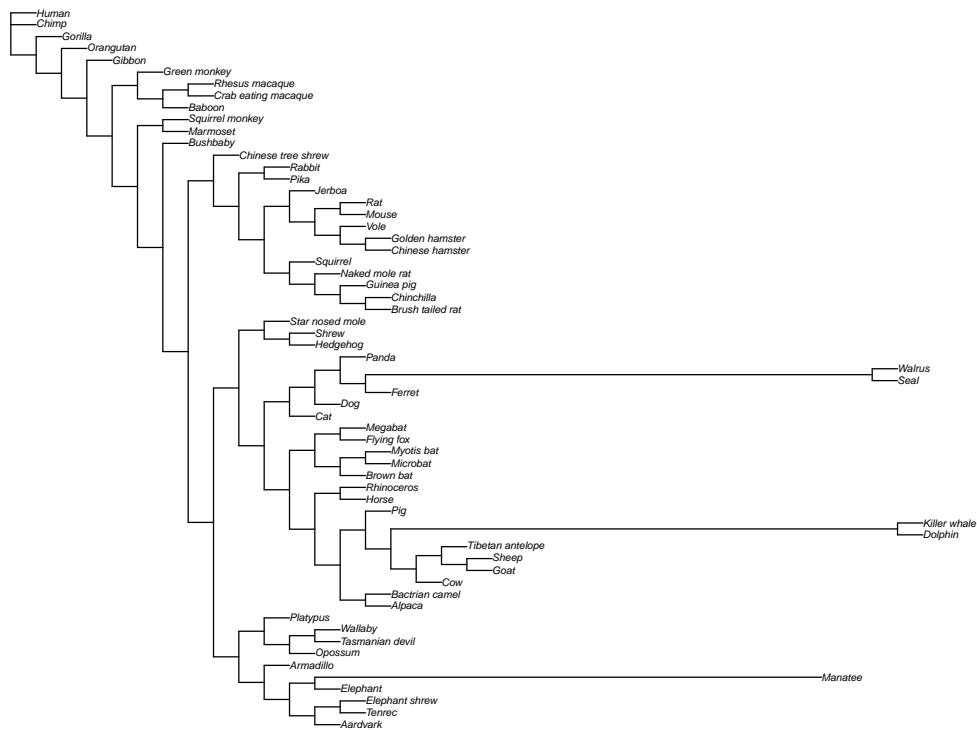 Human
Chimp
Gorilla
Orangutan
Gibbon
Green monkey
Rhesus macaque
Crab eating macaque
Baboon
Squirrel monkey
Marmoset
Bushbaby
Chinese tree shrew
Rabbit
Pika
Jerboa
Rat
Mouse
Vole
Golden hamster
Chinese hamster
Squirrel
Naked mole rat
Guinea pig
Chinchilla
Brush tailed rat
Star nosed mole
Shrew
Hedgehog
Panda
Walrus
Seal
Ferret
Dog
Cat
Megabat
Flying fox
Myotis bat
Microbat
Brown bat
Rhinoceros
Horse
Pig
Killer whale
Dolphin
Tibetan antelope
Sheep
Goat
Cow
Bactrian camel
Alpaca
Platypus
Wallaby
Tasmanian devil
Opossum
Armadillo
Manatee
Elephant
Elephant shrew
Tenrec
Aardvark